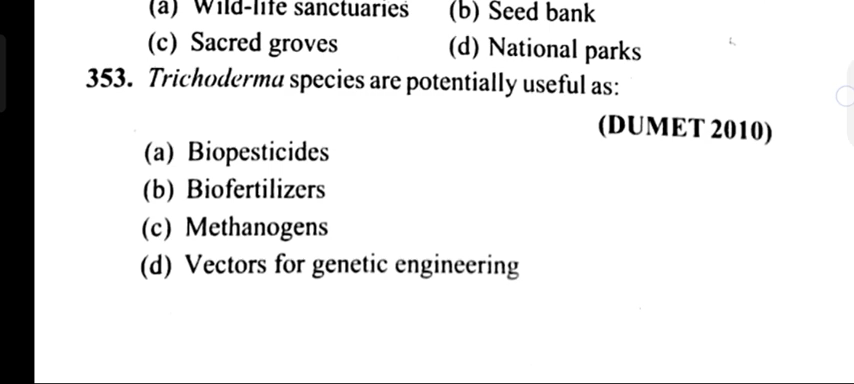 (a) Wild-life sanctuaries (b) Seed bank
(c) Sacred groves (d) National parks
353. Trichoderma species are potentially useful as:
(DUMET 2010)
(a) Biopesticides
(b) Biofertilizers
(c) Methanogens
(d) Vectors for genetic engineering